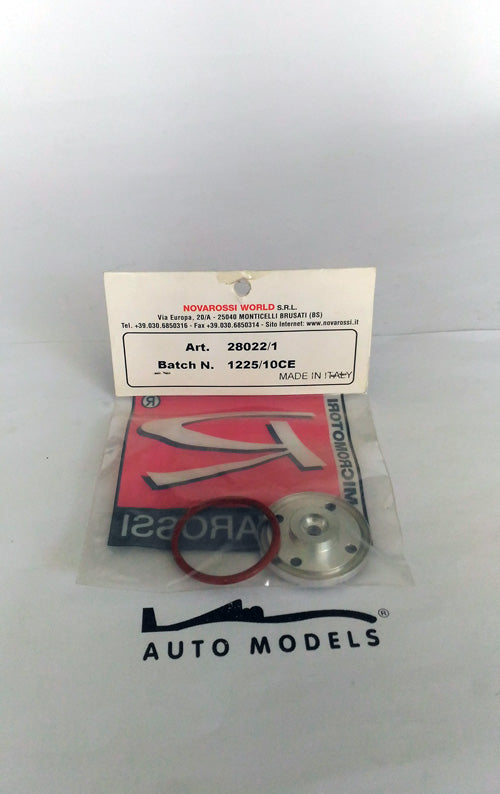 NOVAROSSI WORLD S.R.L.
Via Europa, 20/A - 25040 MONTICELLI BRUSATI (BS)
Tel. +39.030.6850316 - Fax +39.030.6850314 - Sito Internet: www.novarossi.it
Art. 28022/1
Batch N. 1225/10CE
MADE IN ITALY
®
MICROMOTORI
AROSSI
AUTO MODELS ®